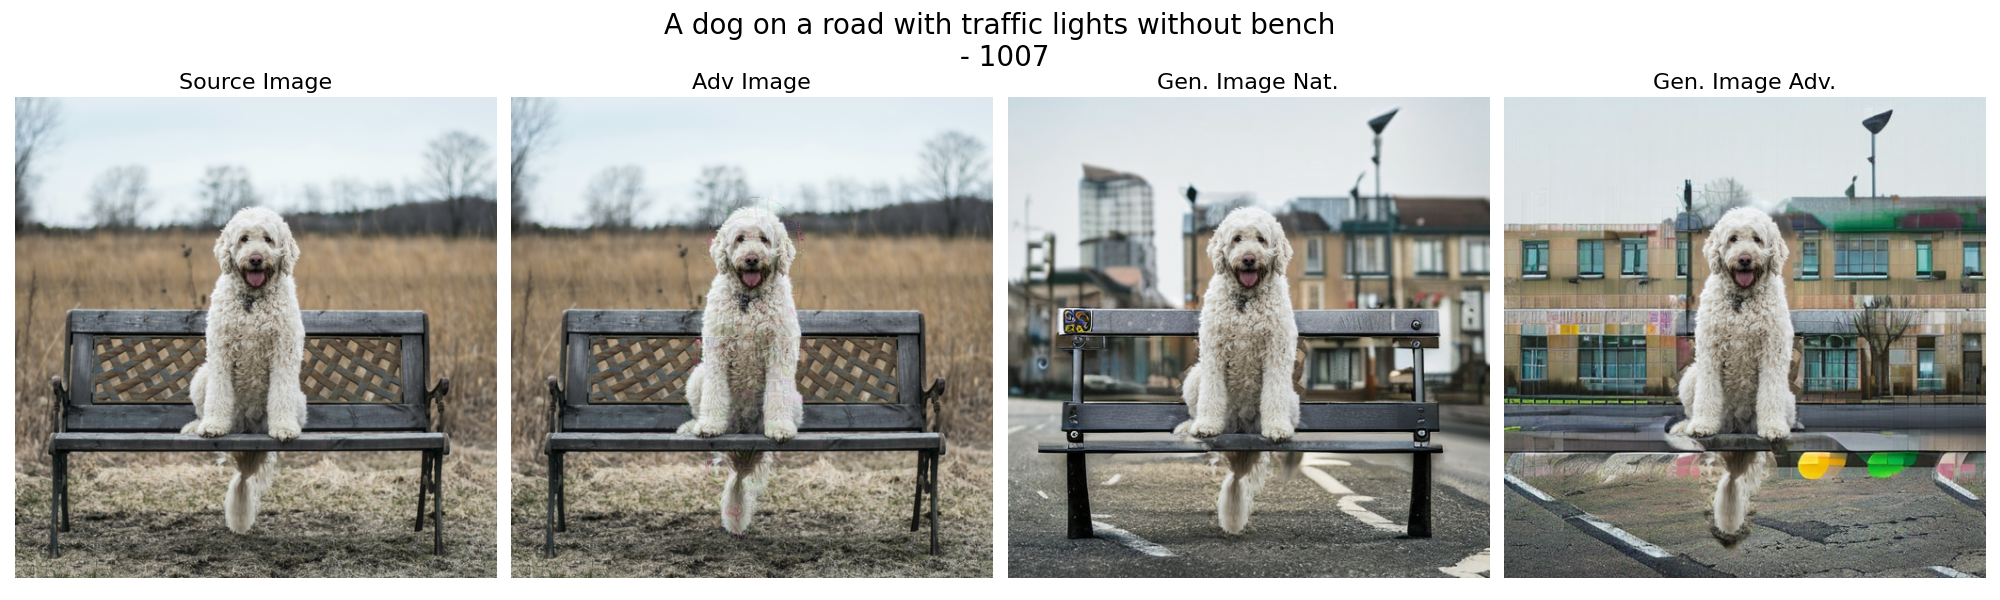 A dog on a road with traffic lights without bench
- 1007
Source Image
Adv Image
Gen. Image Nat.
Gen. Image Adv.